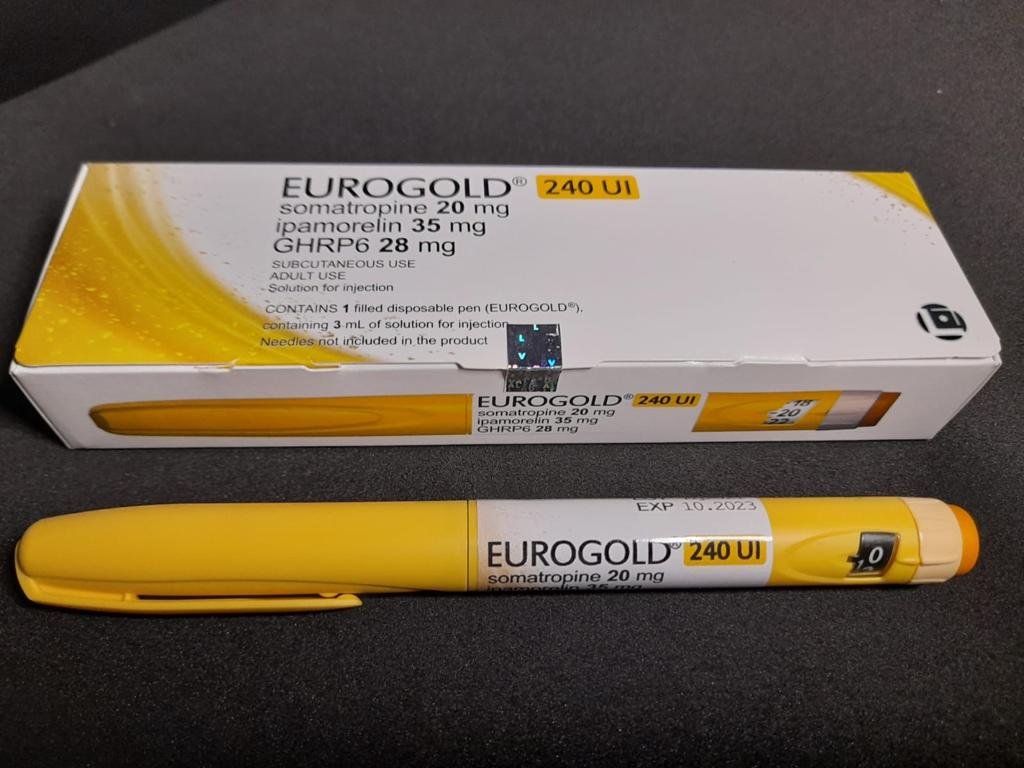 EUROGOLD® 240 UI
somatropine 20 mg
ipamorelin 35 mg
GHRP6 28 mg
SUBCUTANEOUS USE
ADULT USE
Solution for injection
CONTAINS 1 filled disposable pen (EUROGOLD®),
containing 3 mL of solution for injection
Needles not included in the product
EUROGOLD® 240 UI
somatropine 20 mg
ipamorelin 35 mg
GHRP6 28 mg
18
20
22
EXP 10.2023
EUROGOLD® 240 UI
somatropine 20 mg
ipamorelin 35 mg
0